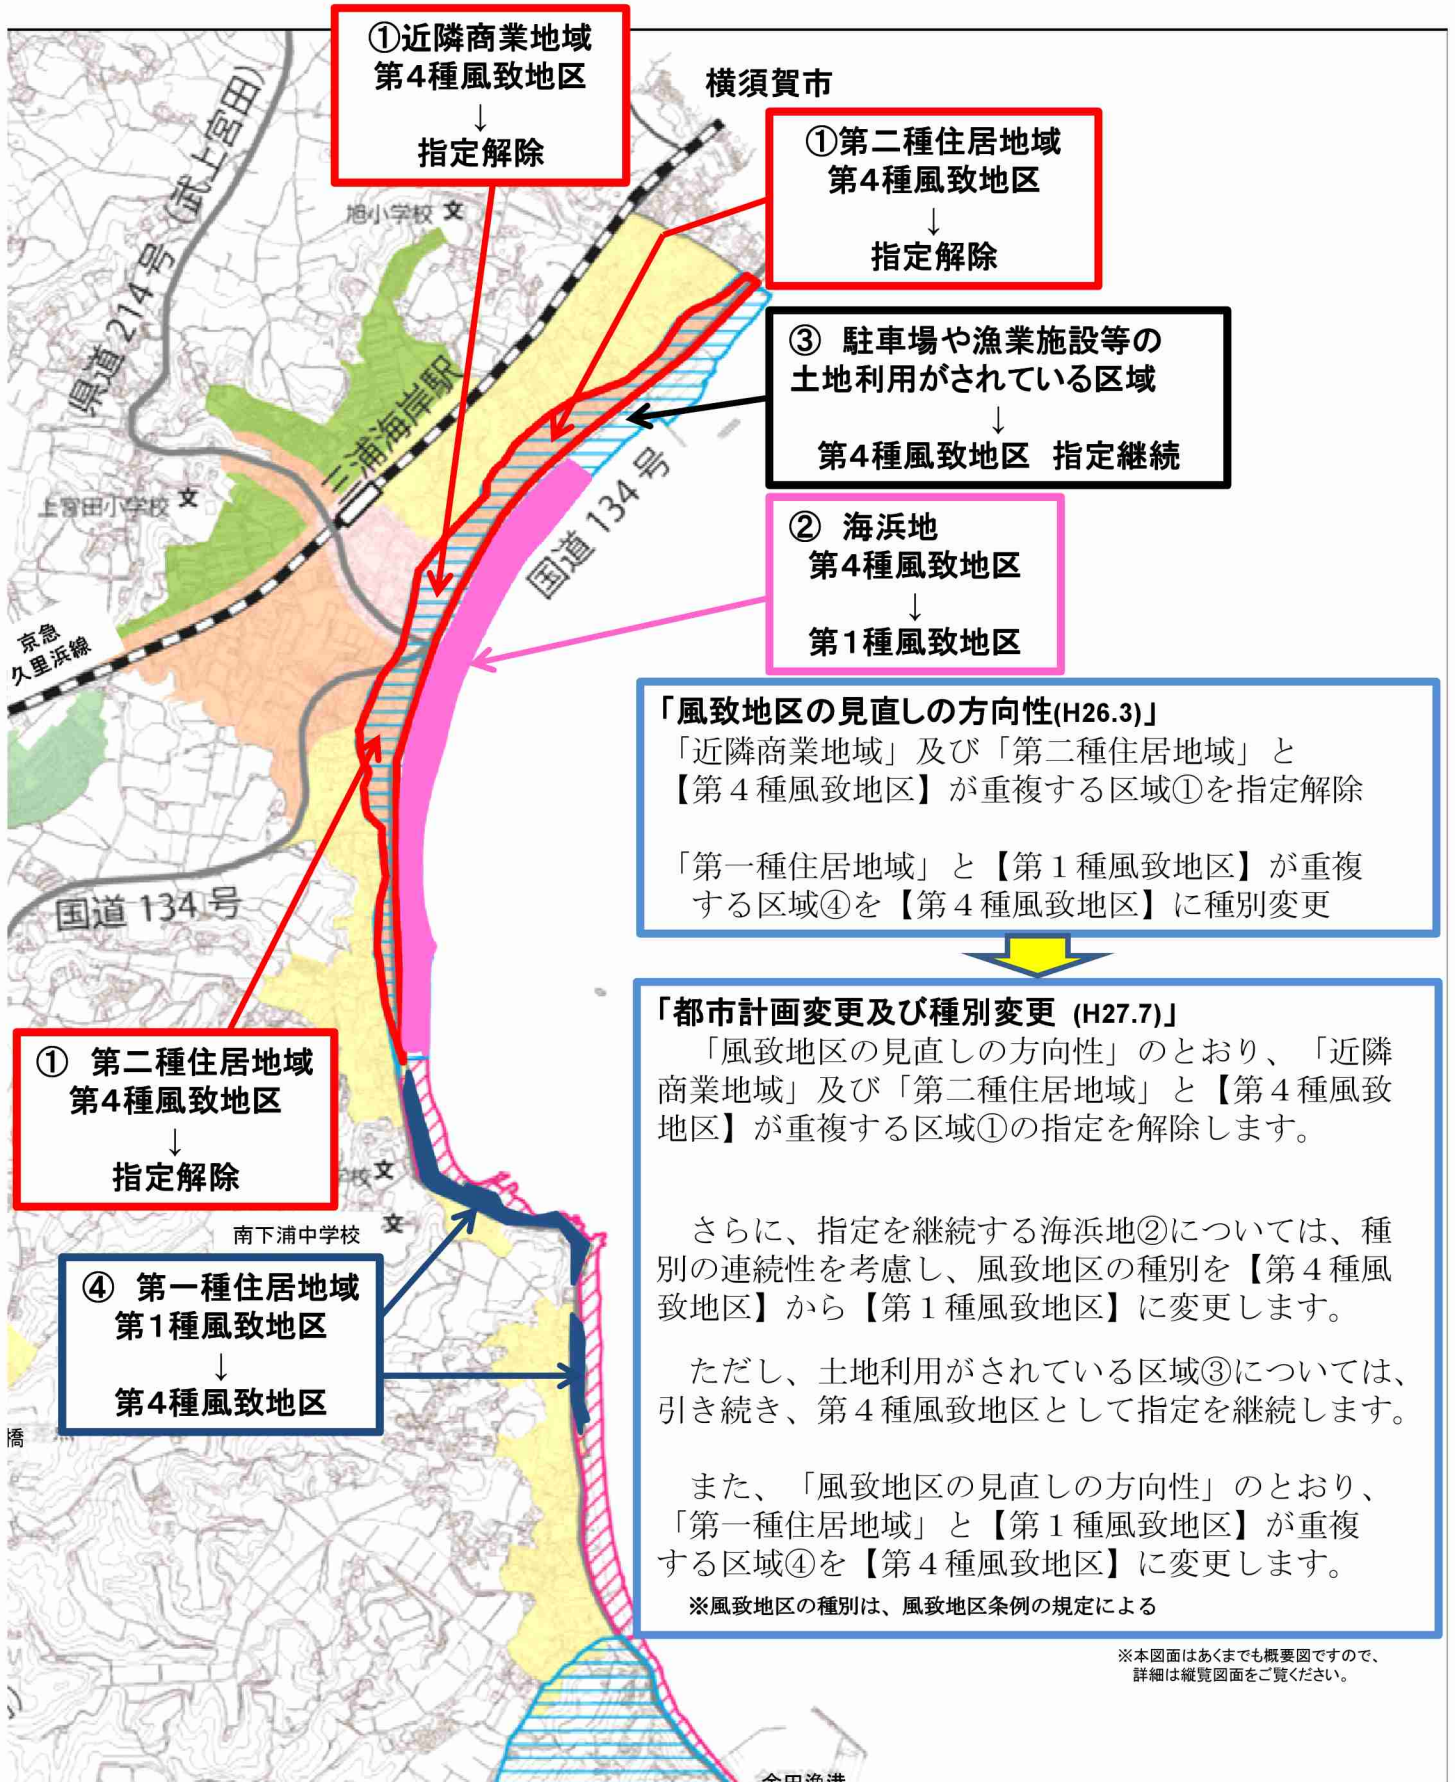 ①近隣商業地域
第4種風致地区
↓
指定解除
横須賀市
①第二種住居地域
第4種風致地区
↓
指定解除
県道214号（武上宮田）
旭小学校 文
三浦海岸駅
上宮田小学校 文
国道134号
③ 駐車場や漁業施設等の
土地利用がされている区域
↓
第4種風致地区 指定継続
② 海浜地
第4種風致地区
↓
第1種風致地区
京急
久里浜線
国道134号
「風致地区の見直しの方向性(H26.3)」
「近隣商業地域」及び「第二種住居地域」と
【第４種風致地区】が重複する区域①を指定解除
「第一種住居地域」と【第１種風致地区】が重複
する区域④を【第４種風致地区】に種別変更
「都市計画変更及び種別変更 (H27.7)」
「風致地区の見直しの方向性」のとおり、「近隣
商業地域」及び「第二種住居地域」と【第４種風致
地区】が重複する区域①の指定を解除します。
さらに、指定を継続する海浜地②については、種
別の連続性を考慮し、風致地区の種別を【第４種風
致地区】から【第１種風致地区】に変更します。
ただし、土地利用がされている区域③については、
引き続き、第４種風致地区として指定を継続します。
また、「風致地区の見直しの方向性」のとおり、
「第一種住居地域」と【第１種風致地区】が重複
する区域④を【第４種風致地区】に変更します。
※風致地区の種別は、風致地区条例の規定による
① 第二種住居地域
第4種風致地区
↓
指定解除
校 文
南下浦中学校 文
④ 第一種住居地域
第1種風致地区
↓
第4種風致地区
橋
※本図面はあくまでも概要図ですので、
詳細は縦覧図面をご覧ください。